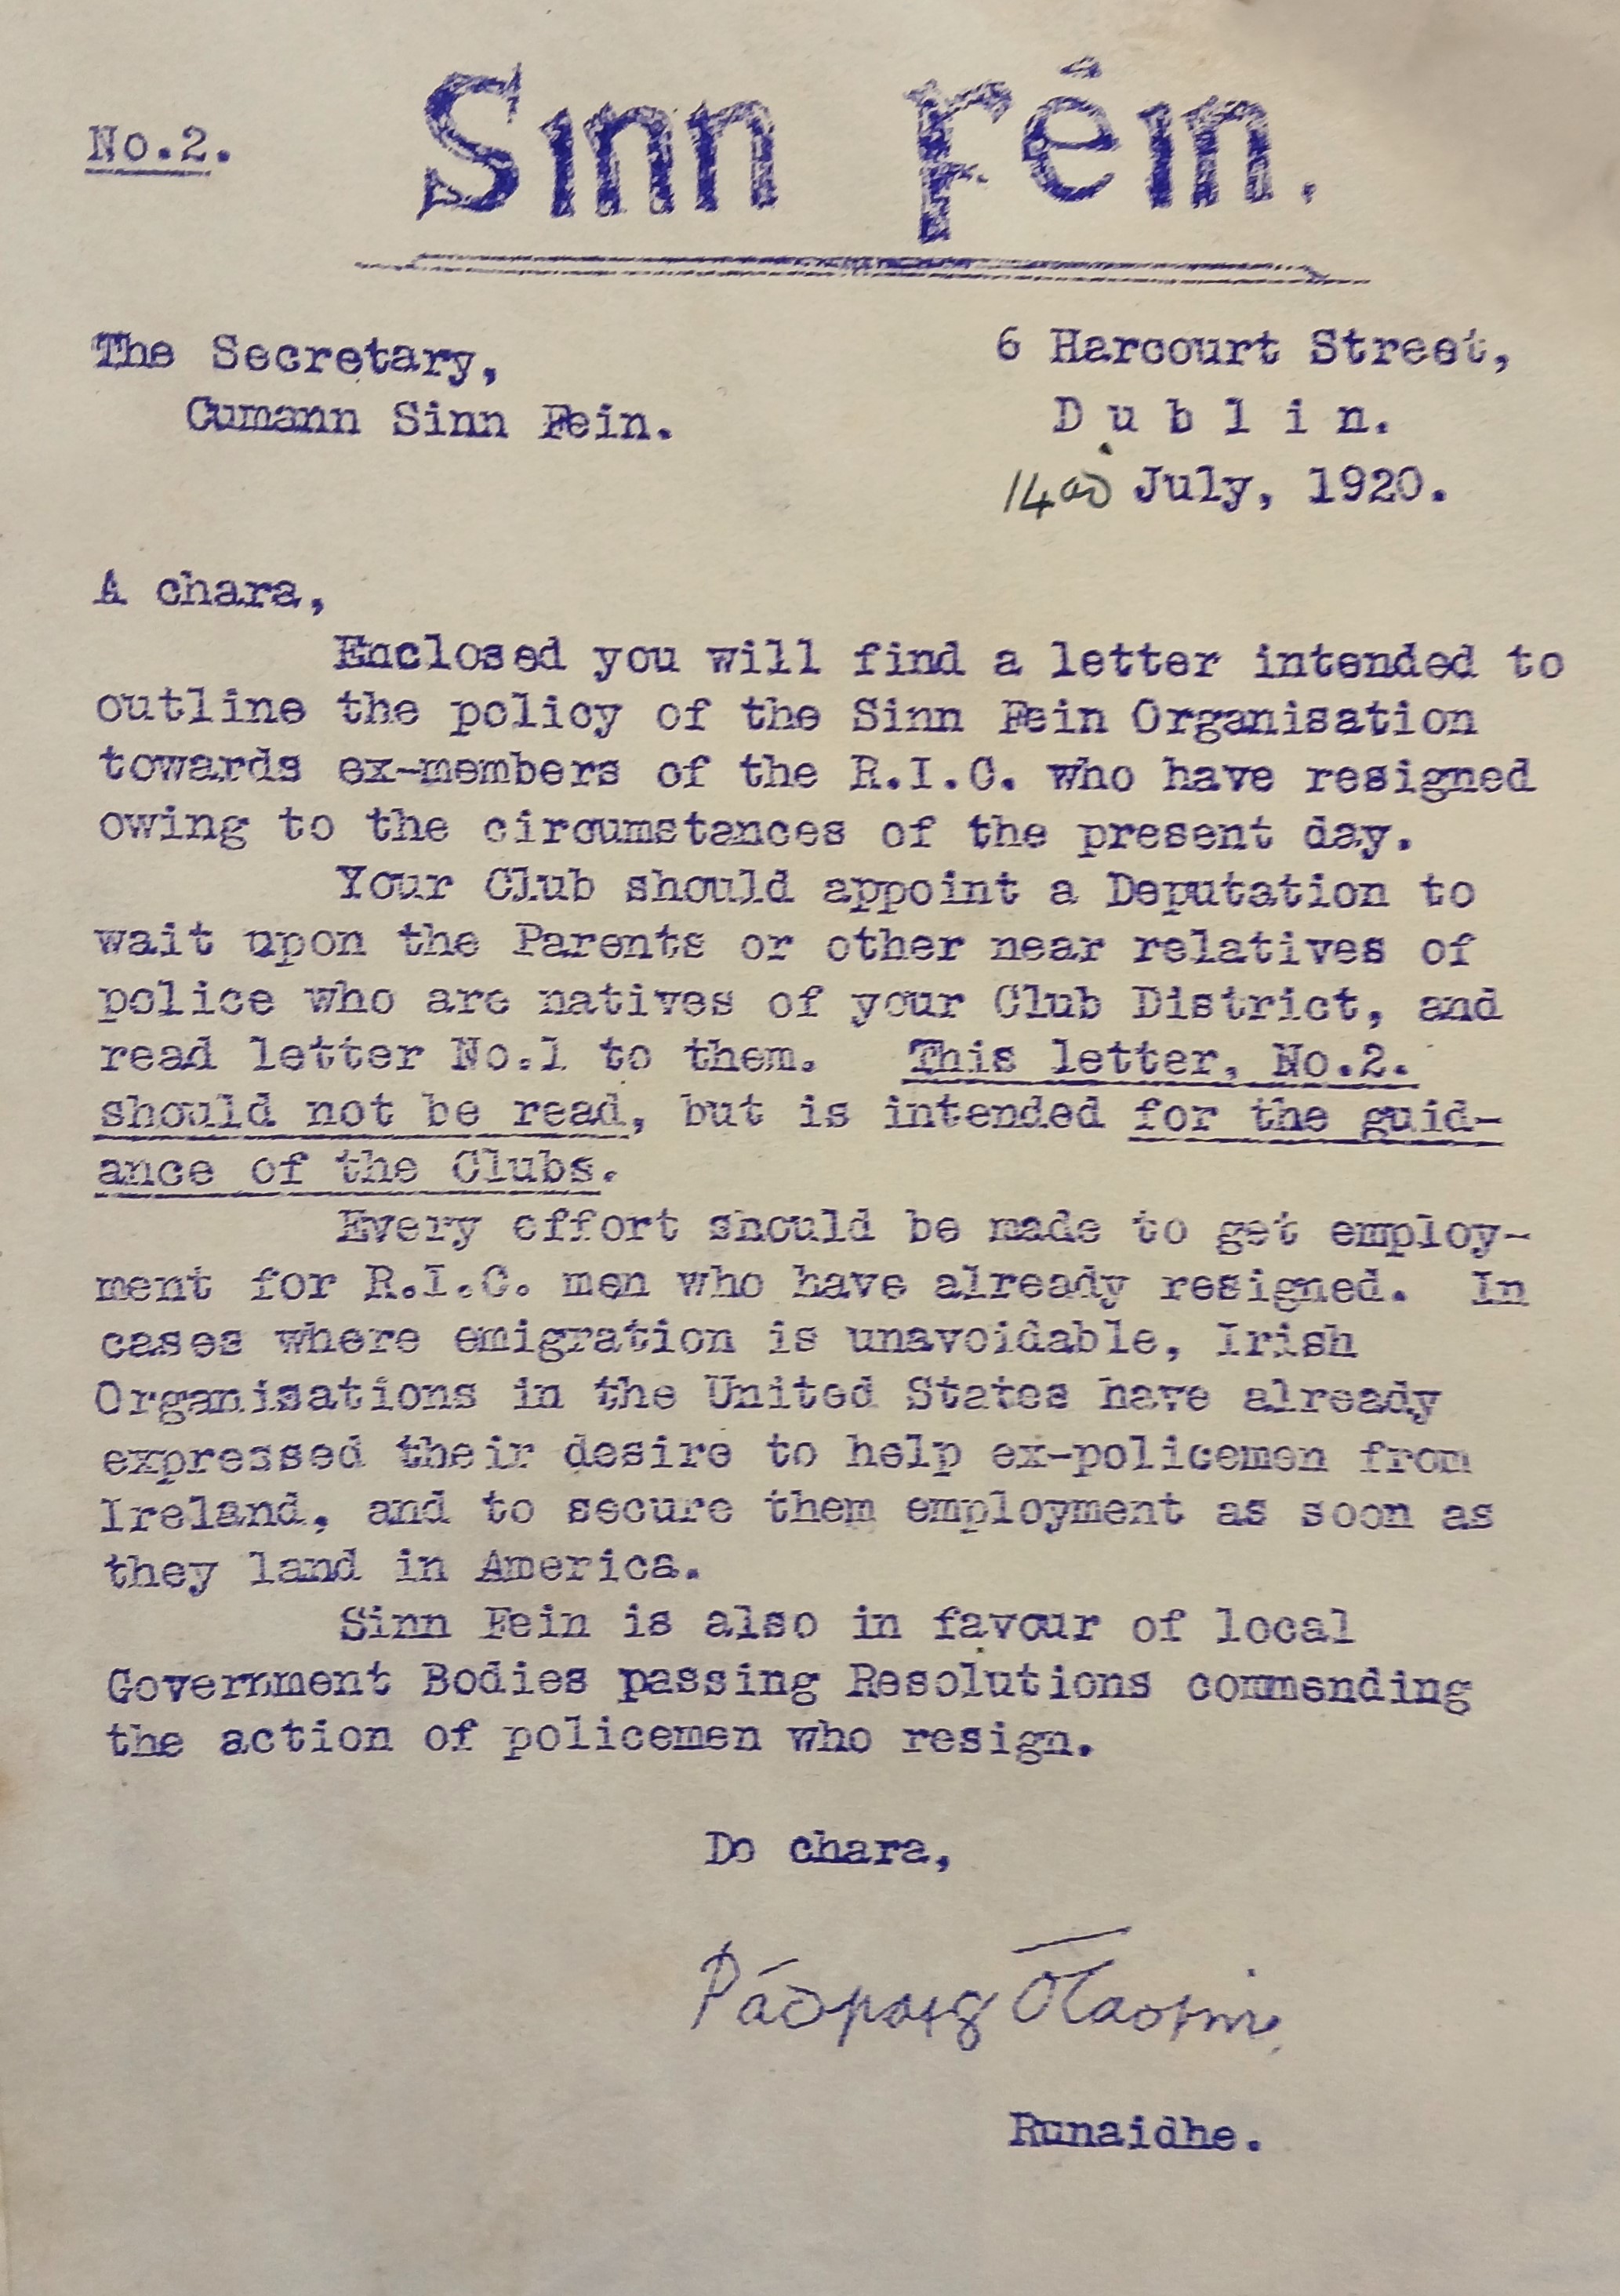 No.2.
Sinn Féin.
The Secretary,
Cumann Sinn Fein.
6 Harcourt Street,
D u b l i n.
14aḋ July, 1920.
A chara,
Enclosed you will find a letter intended to
outline the policy of the Sinn Fein Organisation
towards ex-members of the R.I.C. who have resigned
owing to the circumstances of the present day.
Your Club should appoint a Deputation to
wait upon the Parents or other near relatives of
police who are natives of your Club District, and
read letter No.1 to them. This letter, No.2.
should not be read, but is intended for the guid-
ance of the Clubs.
Every effort should be made to get employ-
ment for R.I.C. men who have already resigned. In
cases where emigration is unavoidable, Irish
Organisations in the United States have already
expressed their desire to help ex-policemen from
Ireland, and to secure them employment as soon as
they land in America.
Sinn Fein is also in favour of local
Government Bodies passing Resolutions commending
the action of policemen who resign.
Do chara,
Pádraig Ó Caoiṁ
Runaidhe.